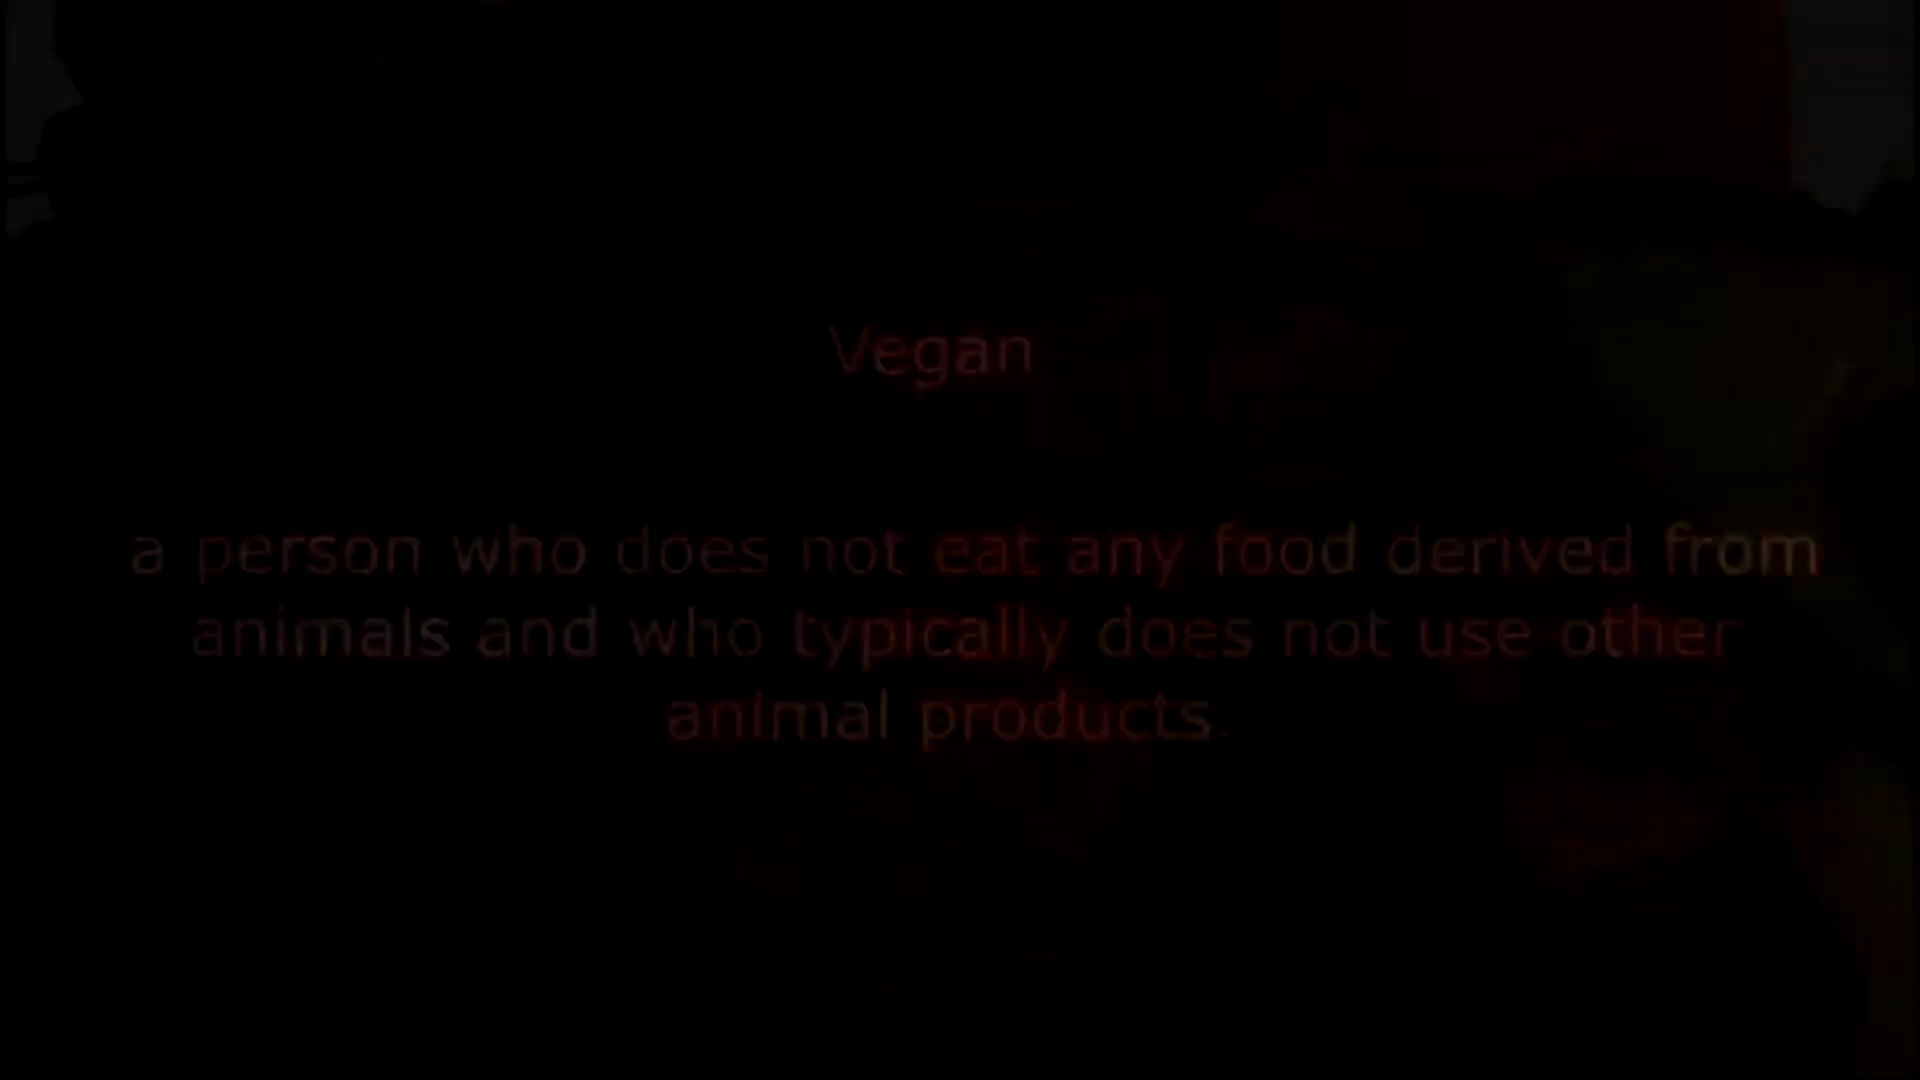 Vegan
a person who does not eat any food derived from
animals and who typically does not use other
animal products.